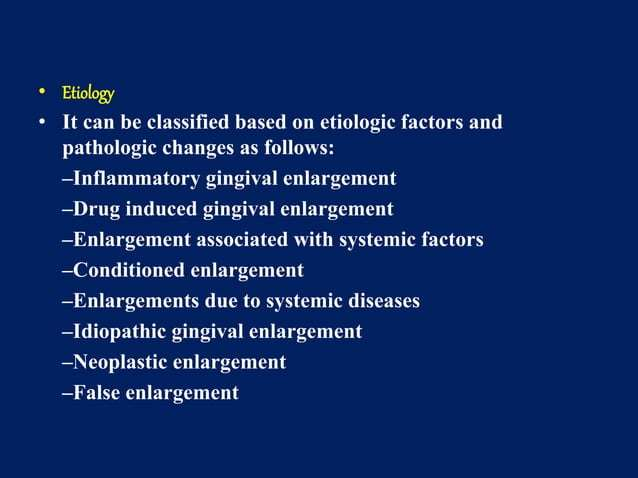 • Etiology
• It can be classified based on etiologic factors and
pathologic changes as follows:
–Inflammatory gingival enlargement
–Drug induced gingival enlargement
–Enlargement associated with systemic factors
–Conditioned enlargement
–Enlargements due to systemic diseases
–Idiopathic gingival enlargement
–Neoplastic enlargement
–False enlargement